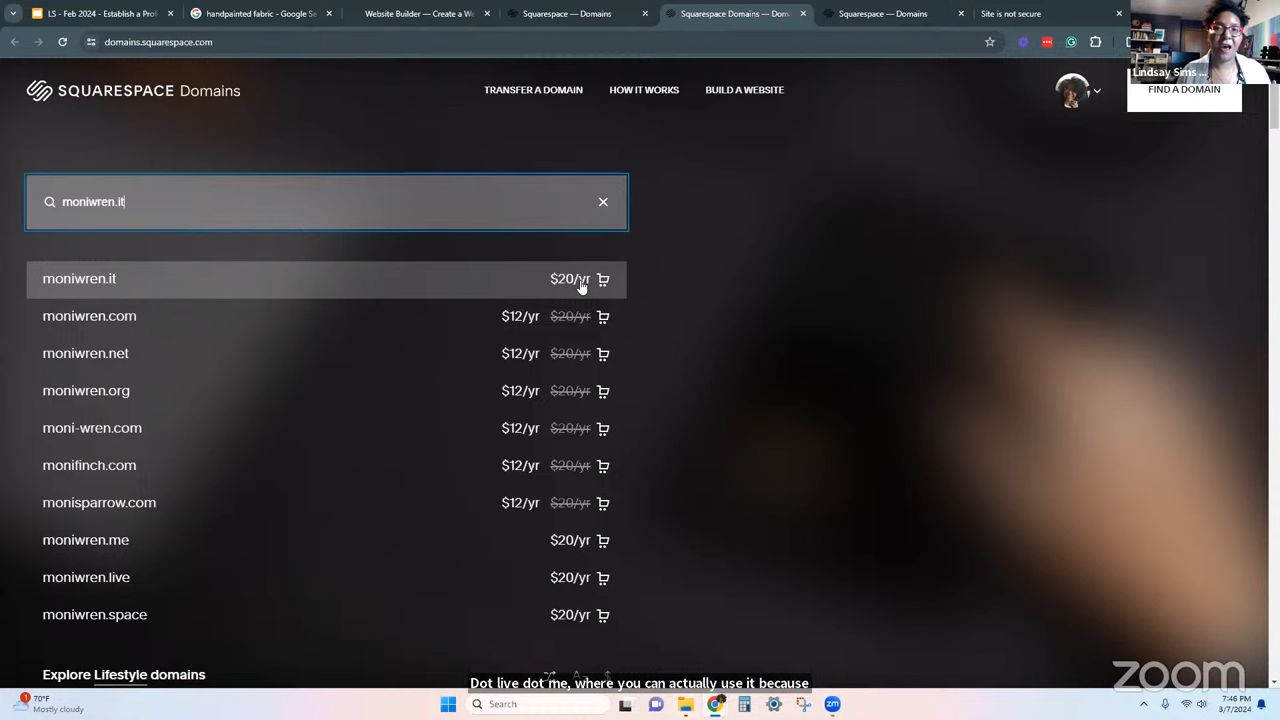 LS - Feb 2024 - Establish a Prof
handpainted fabric - Google Se
Website Builder — Create a We
Squarespace — Domains
Squarespace Domains — Dom
Squarespace — Domains
Site is not secure
domains.squarespace.com
Lindsay Sims ...
SQUARESPACE Domains
TRANSFER A DOMAIN
HOW IT WORKS
BUILD A WEBSITE
FIND A DOMAIN
moniwren.it
moniwren.it $20/yr
moniwren.com $12/yr $20/yr
moniwren.net $12/yr $20/yr
moniwren.org $12/yr $20/yr
moni-wren.com $12/yr $20/yr
monifinch.com $12/yr $20/yr
monisparrow.com $12/yr $20/yr
moniwren.me $20/yr
moniwren.live $20/yr
moniwren.space $20/yr
Explore Lifestyle domains
Dot live dot me, where you can actually use it because
zoom
1
70°F
Mostly cloudy
Search
zm
7:46 PM
3/7/2024